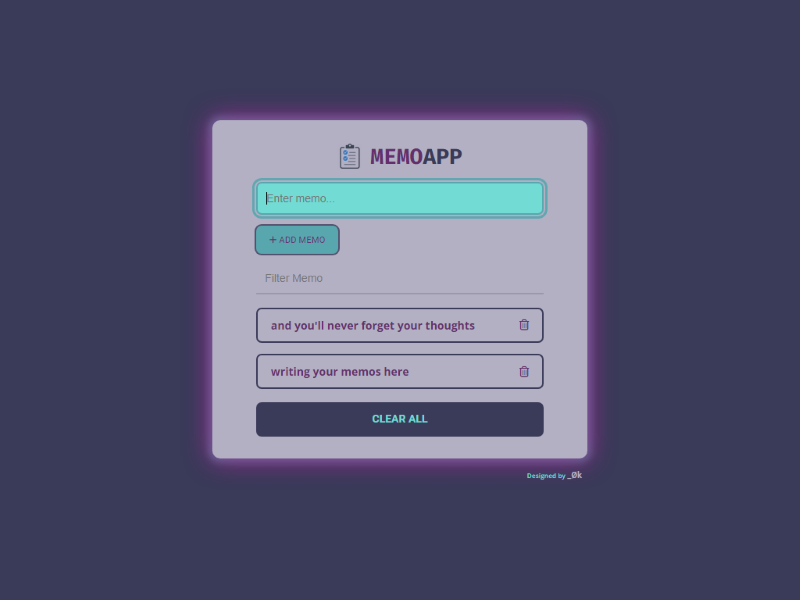 MEMOAPP
Enter memo...
+ ADD MEMO
Filter Memo
and you'll never forget your thoughts
writing your memos here
CLEAR ALL
Designed by _Øk